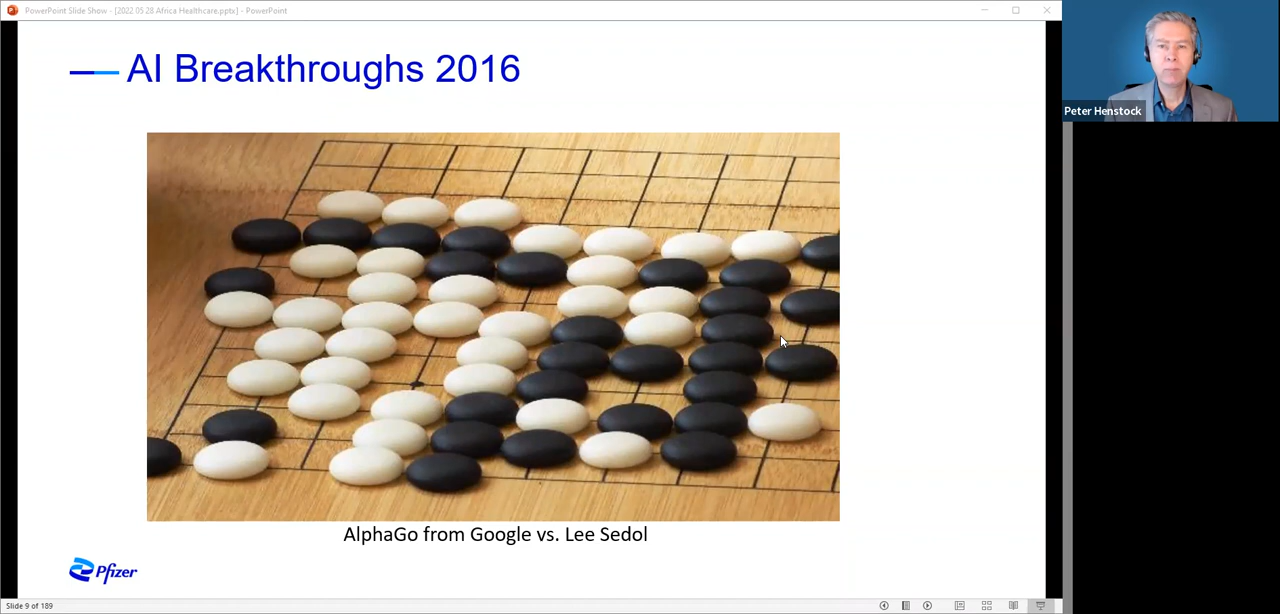 PowerPoint Slide Show - [2022 05 28 Africa Healthcare.pptx] - PowerPoint
AI Breakthroughs 2016
Peter Henstock
AlphaGo from Google vs. Lee Sedol
Pfizer
Slide 9 of 189